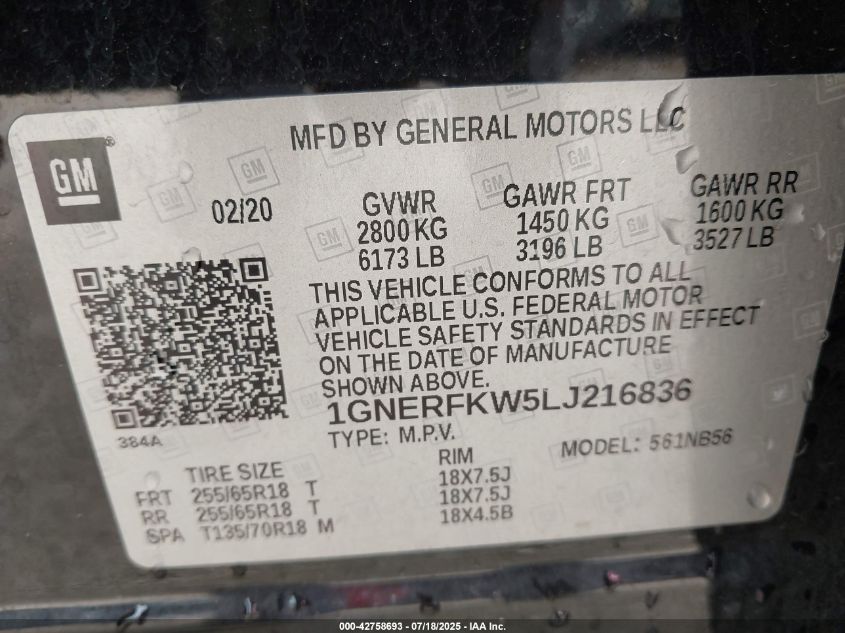 MFD BY GENERAL MOTORS LLC
GM
02/20
GVWR
2800 KG
6173 LB
GAWR FRT
1450 KG
3196 LB
GAWR RR
1600 KG
3527 LB
THIS VEHICLE CONFORMS TO ALL
APPLICABLE U.S. FEDERAL MOTOR
VEHICLE SAFETY STANDARDS IN EFFECT
ON THE DATE OF MANUFACTURE
SHOWN ABOVE.
1GNERFKW5LJ216836
384A
TYPE: M.P.V.
MODEL: 561NB56
TIRE SIZE RIM
FRT 255/65R18 T 18X7.5J
RR 255/65R18 T 18X7.5J
SPA T135/70R18 M 18X4.5B
000-42758693 - 07/18/2025 - IAA Inc.